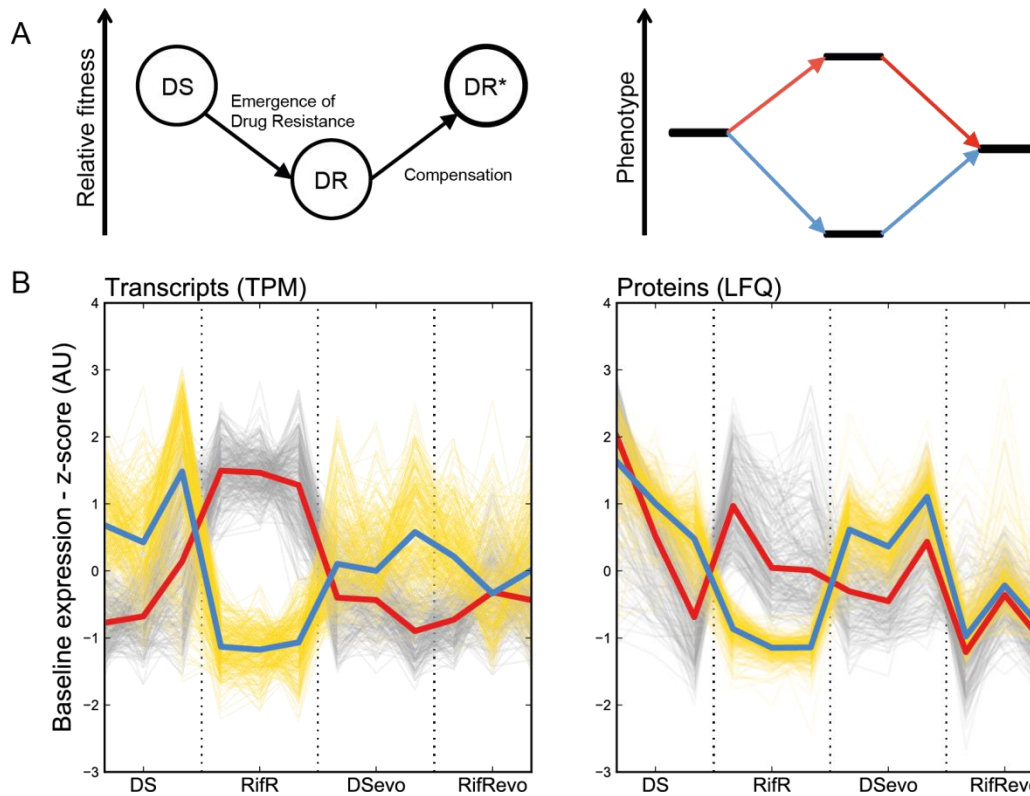 A
Relative fitness
DS
Emergence of
Drug Resistance
DR
DR*
Compensation
Phenotype
B
Transcripts (TPM)
Baseline expression - z-score (AU)
4
3
2
1
0
−1
−2
−3
DS
RifR
DSevo
RifRevo
Proteins (LFQ)
4
3
2
1
0
−1
−2
−3
DS
RifR
DSevo
RifRevo